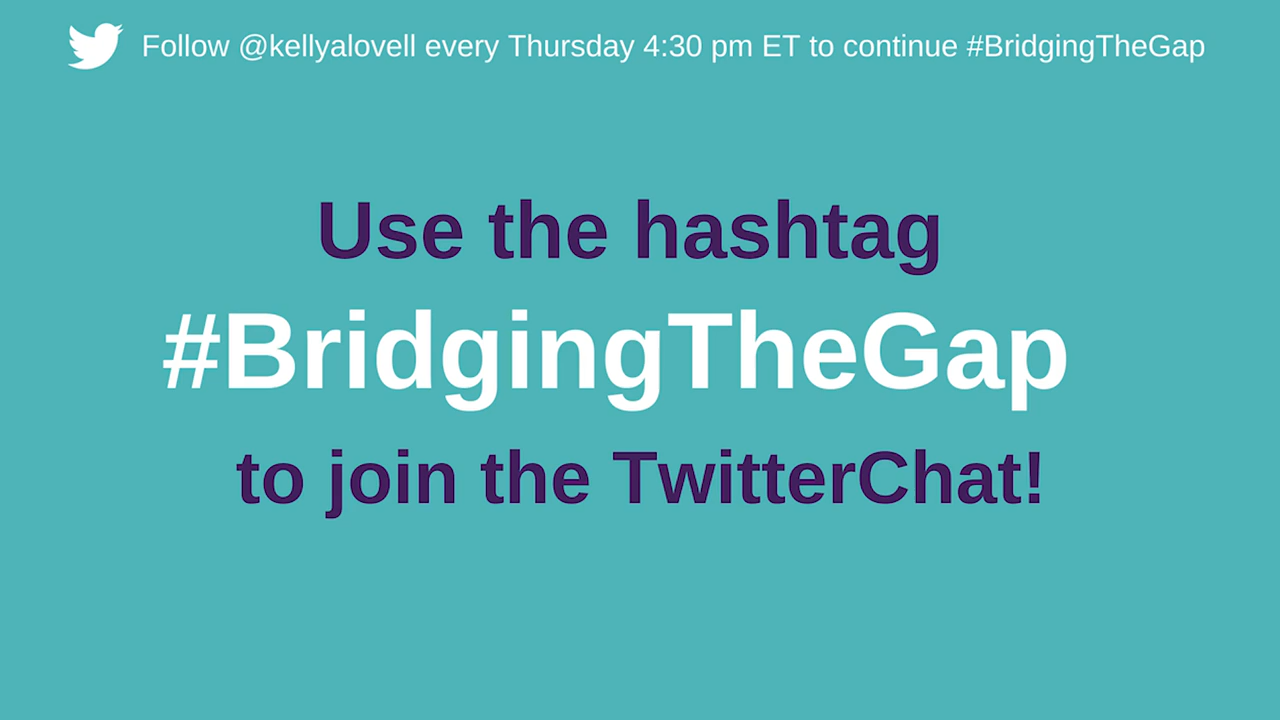 Follow @kellyalovell every Thursday 4:30 pm ET to continue #BridgingTheGap
Use the hashtag
#BridgingTheGap
to join the TwitterChat!